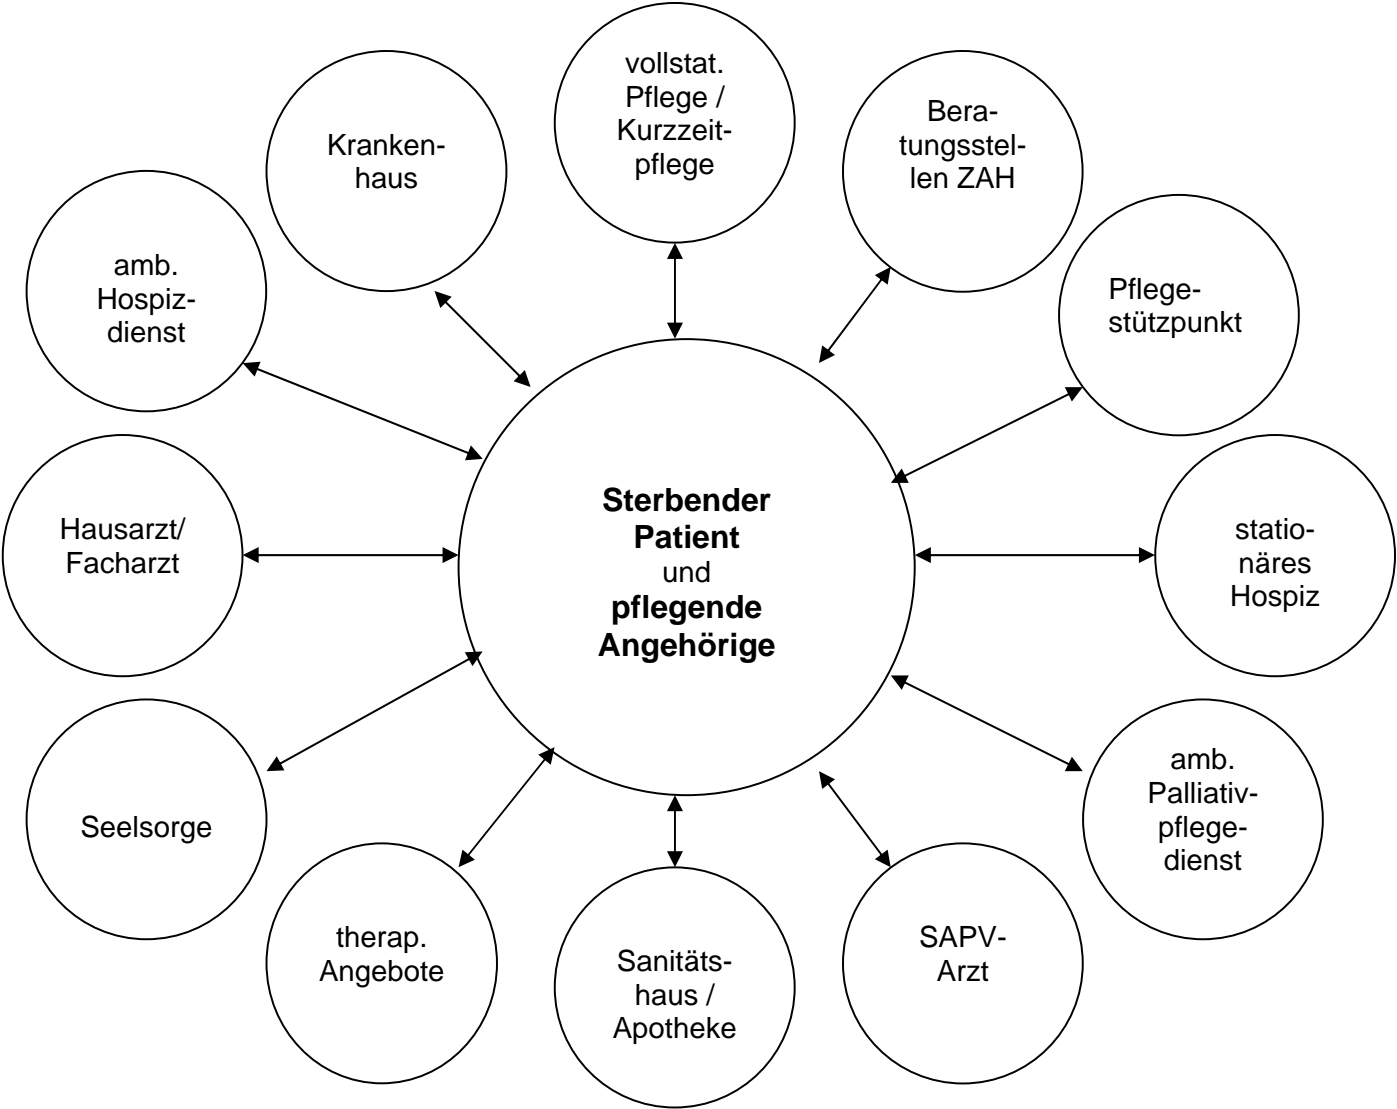 vollstat.
Pflege /
Kurzzeit-
pflege
Bera-
tungsstel-
len ZAH
Kranken-
haus
amb.
Hospiz-
dienst
Pflege-
stützpunkt
Hausarzt/
Facharzt
Sterbender
Patient
und
pflegende
Angehörige
statio-
näres
Hospiz
Seelsorge
amb.
Palliativ-
pflege-
dienst
therap.
Angebote
Sanitäts-
haus /
Apotheke
SAPV-
Arzt